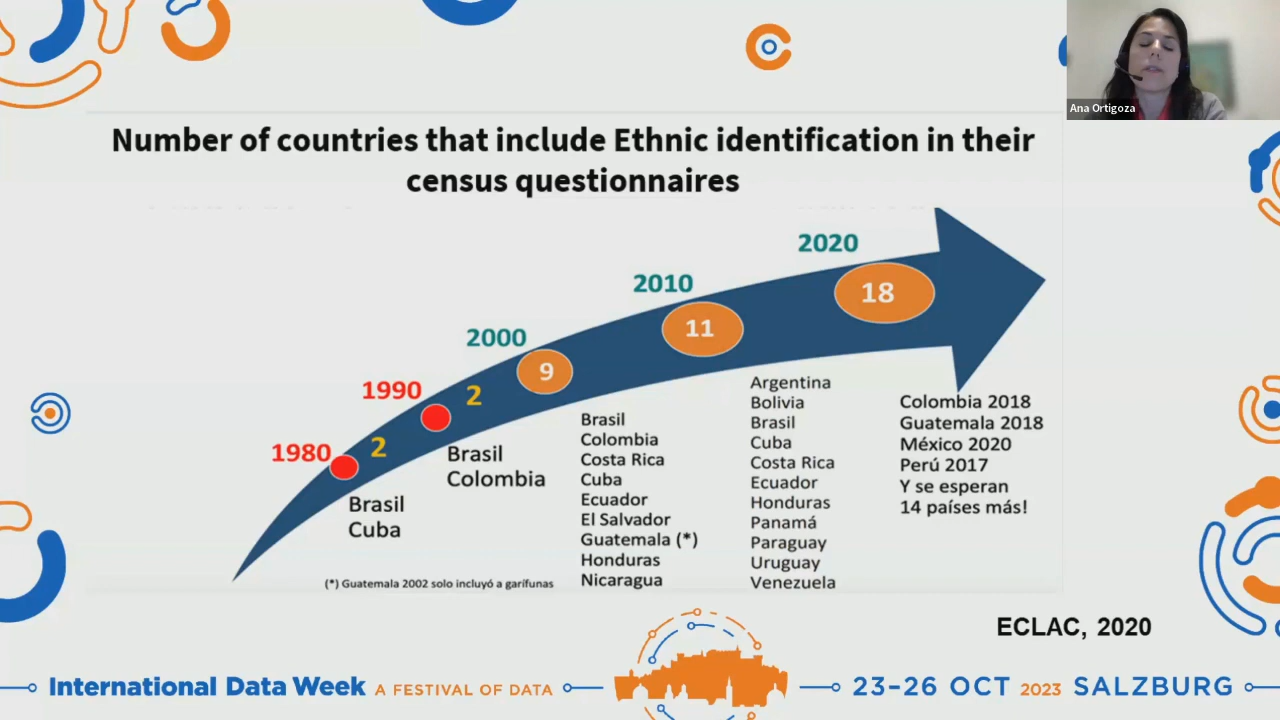 Ana Ortigoza
Number of countries that include Ethnic identification in their
census questionnaires
1980
2
Brasil
Cuba
1990
2
Brasil
Colombia
2000
9
Brasil
Colombia
Costa Rica
Cuba
Ecuador
El Salvador
Guatemala (*)
Honduras
Nicaragua
2010
11
Argentina
Bolivia
Brasil
Cuba
Costa Rica
Ecuador
Honduras
Panamá
Paraguay
Uruguay
Venezuela
2020
18
Colombia 2018
Guatemala 2018
México 2020
Perú 2017
Y se esperan
14 países más!
(*) Guatemala 2002 solo incluyó a garífunas
ECLAC, 2020
International Data Week A FESTIVAL OF DATA
23-26 OCT 2023 SALZBURG